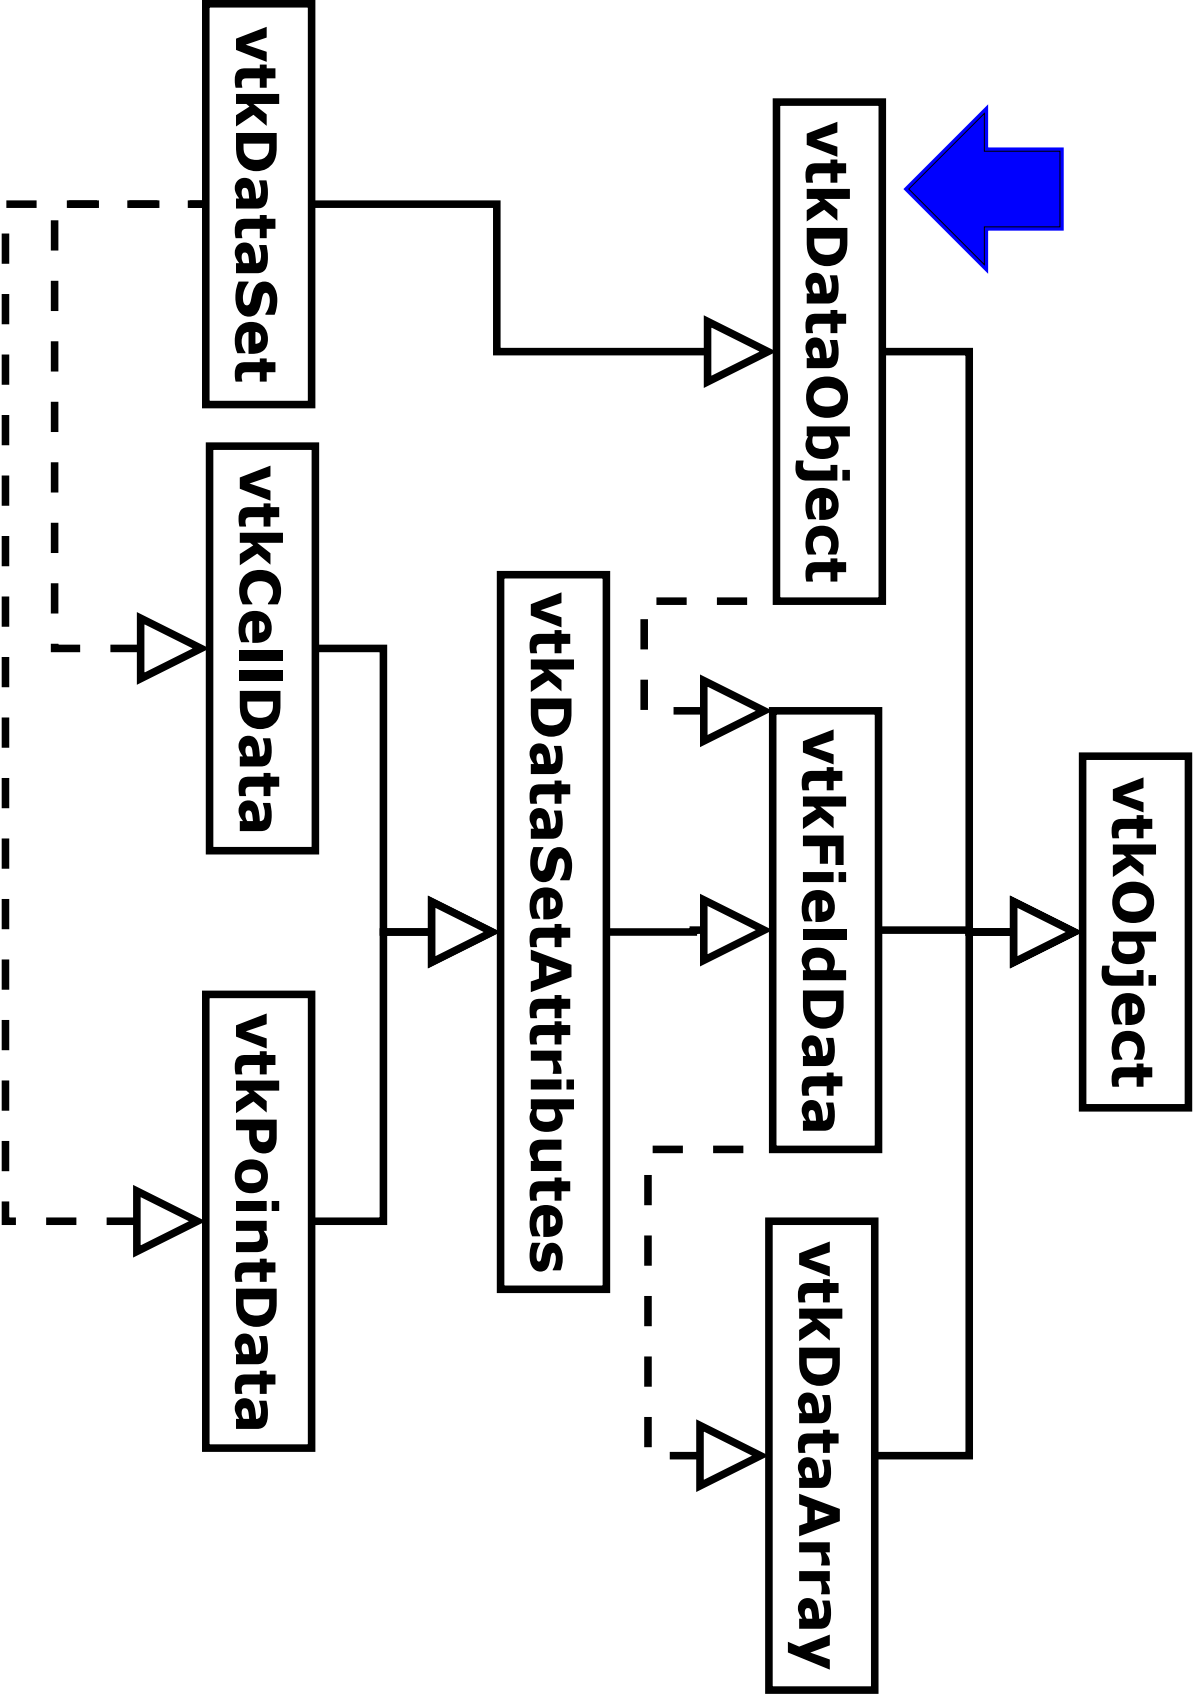 vtkObject
vtkDataObject
vtkFieldData
vtkDataArray
vtkDataSetAttributes
vtkDataSet
vtkCellData
vtkPointData